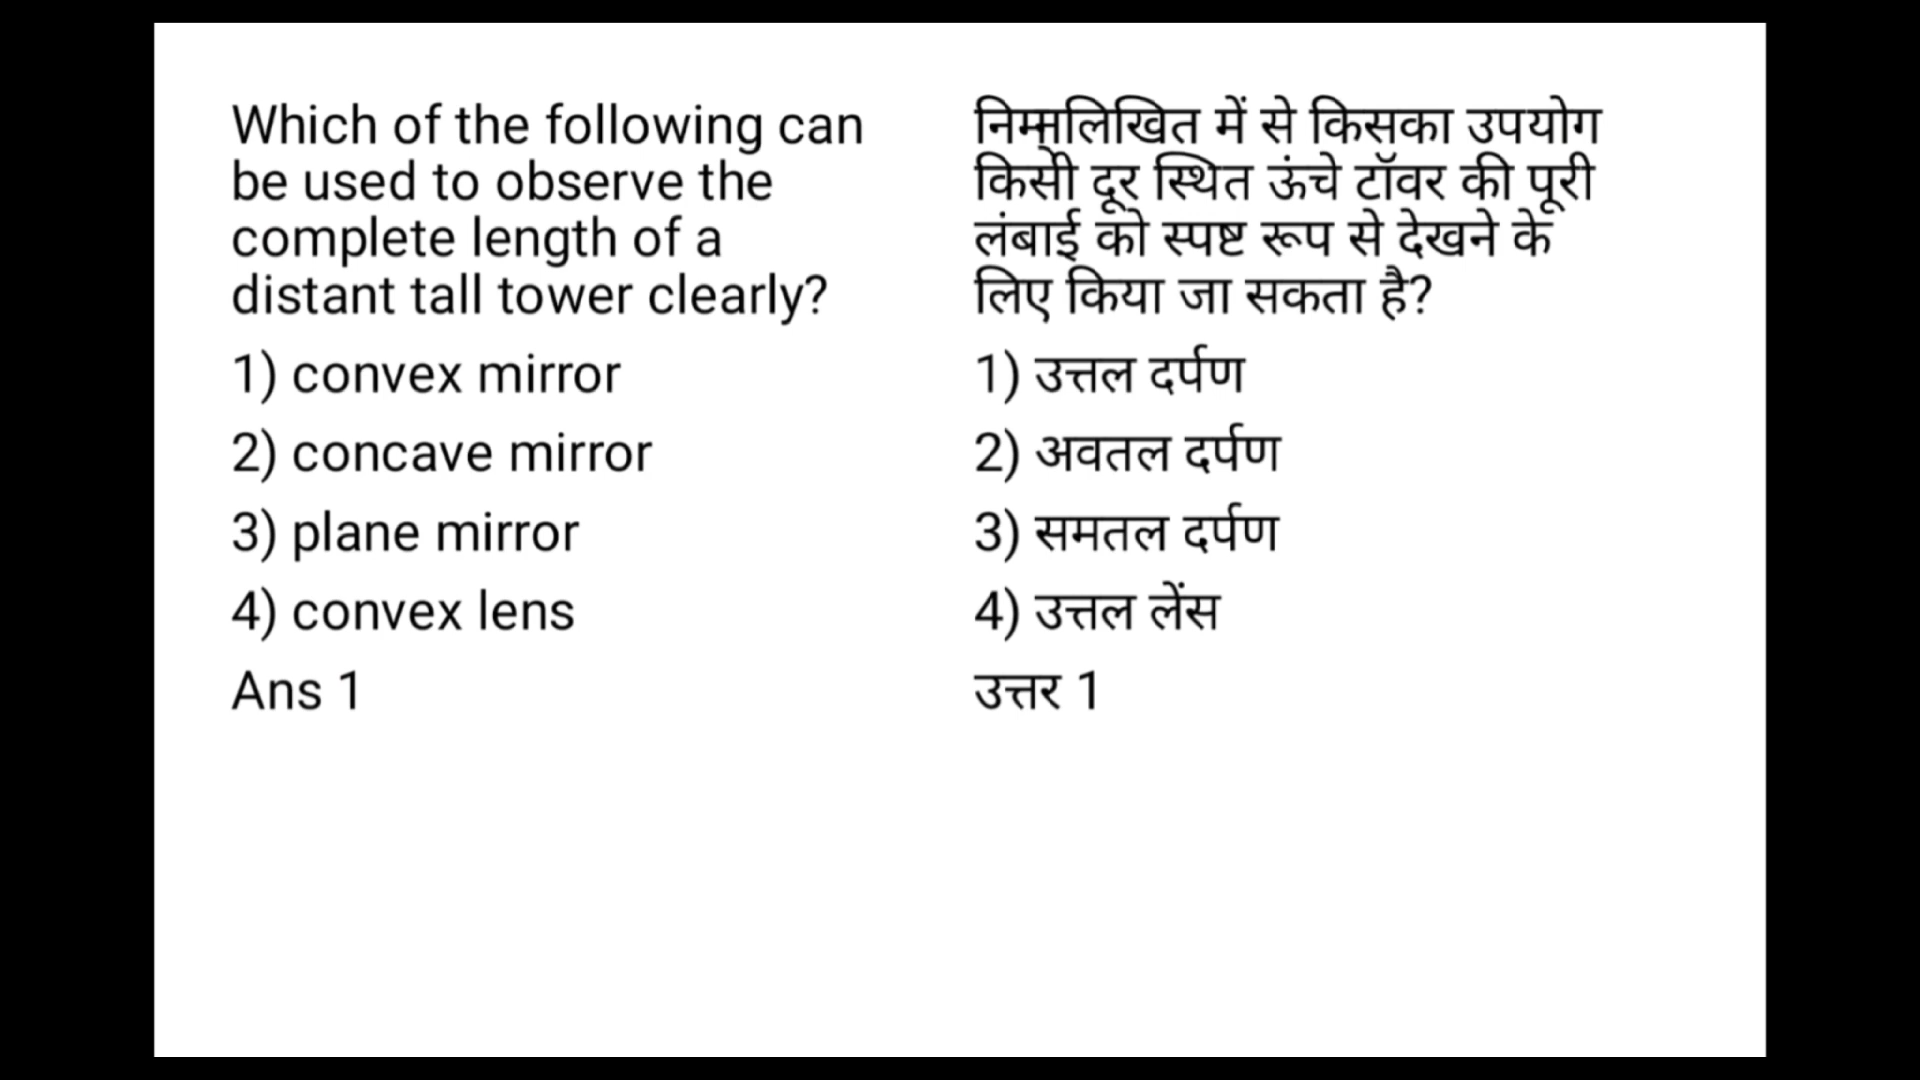 Which of the following can
be used to observe the
complete length of a
distant tall tower clearly?
1) convex mirror
2) concave mirror
3) plane mirror
4) convex lens
Ans 1
निम्नलिखित में से किसका उपयोग
किसी दूर स्थित ऊंचे टॉवर की पूरी
लंबाई को स्पष्ट रूप से देखने के
लिए किया जा सकता है?
1) उत्तल दर्पण
2) अवतल दर्पण
3) समतल दर्पण
4) उत्तल लेंस
उत्तर 1